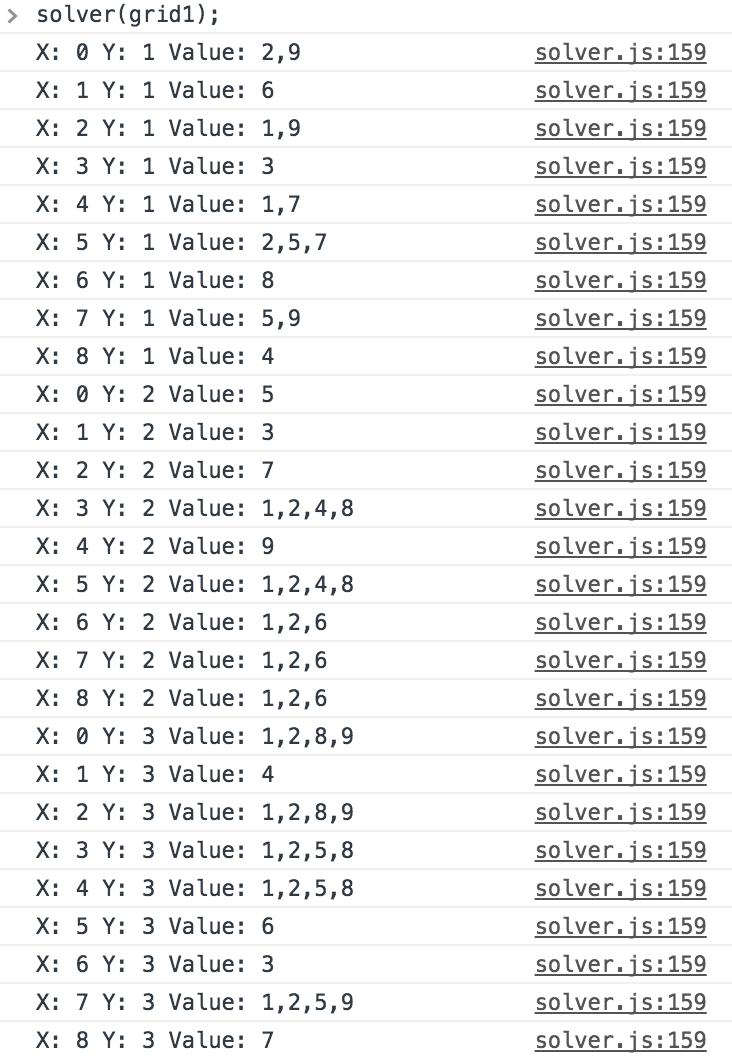 > solver(grid1);
X: 0 Y: 1 Value: 2,9 solver.js:159
X: 1 Y: 1 Value: 6 solver.js:159
X: 2 Y: 1 Value: 1,9 solver.js:159
X: 3 Y: 1 Value: 3 solver.js:159
X: 4 Y: 1 Value: 1,7 solver.js:159
X: 5 Y: 1 Value: 2,5,7 solver.js:159
X: 6 Y: 1 Value: 8 solver.js:159
X: 7 Y: 1 Value: 5,9 solver.js:159
X: 8 Y: 1 Value: 4 solver.js:159
X: 0 Y: 2 Value: 5 solver.js:159
X: 1 Y: 2 Value: 3 solver.js:159
X: 2 Y: 2 Value: 7 solver.js:159
X: 3 Y: 2 Value: 1,2,4,8 solver.js:159
X: 4 Y: 2 Value: 9 solver.js:159
X: 5 Y: 2 Value: 1,2,4,8 solver.js:159
X: 6 Y: 2 Value: 1,2,6 solver.js:159
X: 7 Y: 2 Value: 1,2,6 solver.js:159
X: 8 Y: 2 Value: 1,2,6 solver.js:159
X: 0 Y: 3 Value: 1,2,8,9 solver.js:159
X: 1 Y: 3 Value: 4 solver.js:159
X: 2 Y: 3 Value: 1,2,8,9 solver.js:159
X: 3 Y: 3 Value: 1,2,5,8 solver.js:159
X: 4 Y: 3 Value: 1,2,5,8 solver.js:159
X: 5 Y: 3 Value: 6 solver.js:159
X: 6 Y: 3 Value: 3 solver.js:159
X: 7 Y: 3 Value: 1,2,5,9 solver.js:159
X: 8 Y: 3 Value: 7 solver.js:159